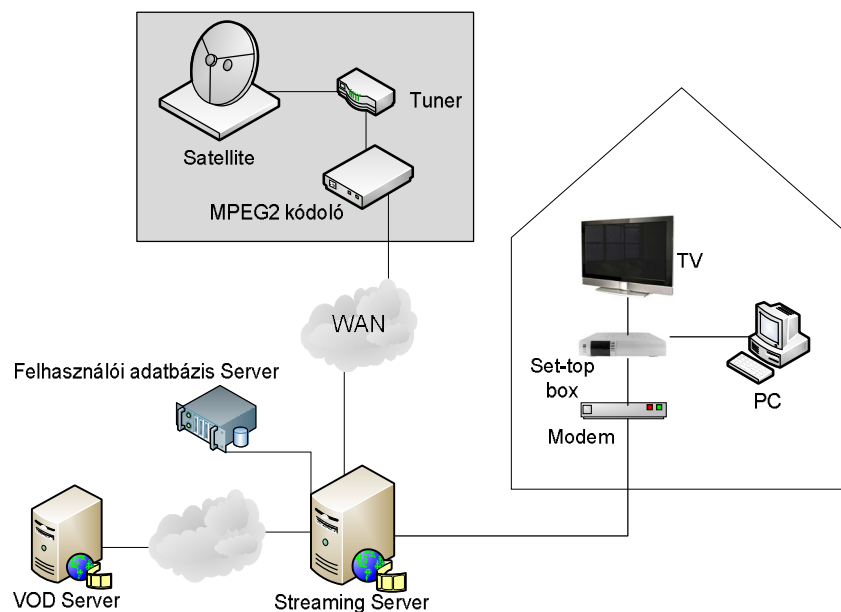 Tuner
Satellite
MPEG2 kódoló
TV
WAN
Felhasználói adatbázis Server
Set-top
box
PC
Modem
VOD Server
Streaming Server